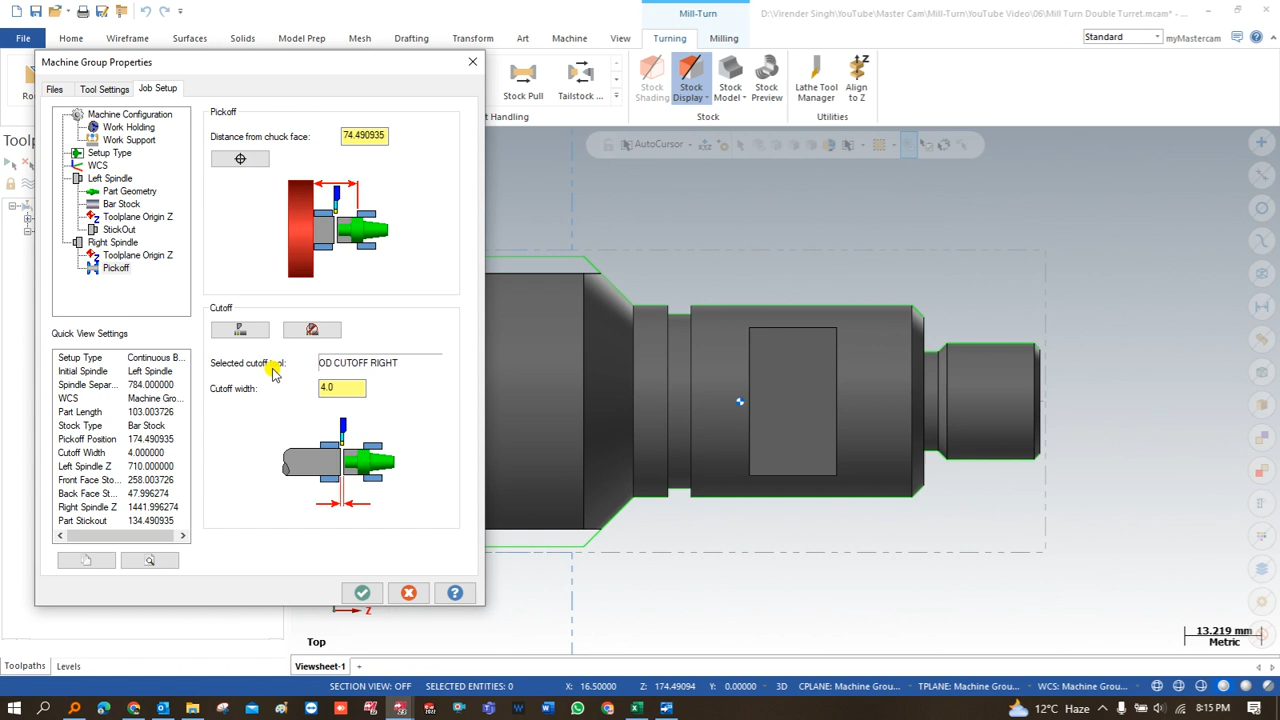 Mill-Turn
D:\Virender Singh\YouTube\Master Cam\Mill-Turn\YouTube Video\06\Mill Turn Double Turret.mcam* - ...
File
Home
Wireframe
Surfaces
Solids
Model Prep
Mesh
Drafting
Transform
Art
Machine
View
Turning
Milling
Standard
myMastercam
Machine Group Properties
Stock Pull
Tailstock ...
Stock Shading
Stock Display
Stock Model
Stock Preview
Lathe Tool Manager
Align to Z
Stock
Utilities
Files
Tool Settings
Job Setup
AutoCursor
Machine Configuration
Work Holding
Work Support
Setup Type
WCS
Left Spindle
Part Geometry
Bar Stock
Toolplane Origin Z
StickOut
Right Spindle
Toolplane Origin Z
Pickoff
Pickoff
Distance from chuck face:
74.490935
Cutoff
Selected cutoff tool:
OD CUTOFF RIGHT
Cutoff width:
4.0
Quick View Settings
Setup Type Continuous B...
Initial Spindle Left Spindle
Spindle Separ... 784.000000
WCS Machine Gro...
Part Length 103.003726
Stock Type Bar Stock
Pickoff Position 174.490935
Cutoff Width 4.000000
Left Spindle Z 710.000000
Front Face Sto... 258.003726
Back Face St... 47.996274
Right Spindle Z 1441.996274
Part Stickout 134.490935
Z
Top
13.219 mm
Metric
Toolpaths
Levels
Viewsheet-1
+
SECTION VIEW: OFF
SELECTED ENTITIES: 0
X: 16.50000
Z: 174.49094
Y: 0.00000
3D
CPLANE: Machine Grou...
TPLANE: Machine Grou...
WCS: Machine Grou...
12°C Haze
8:15 PM